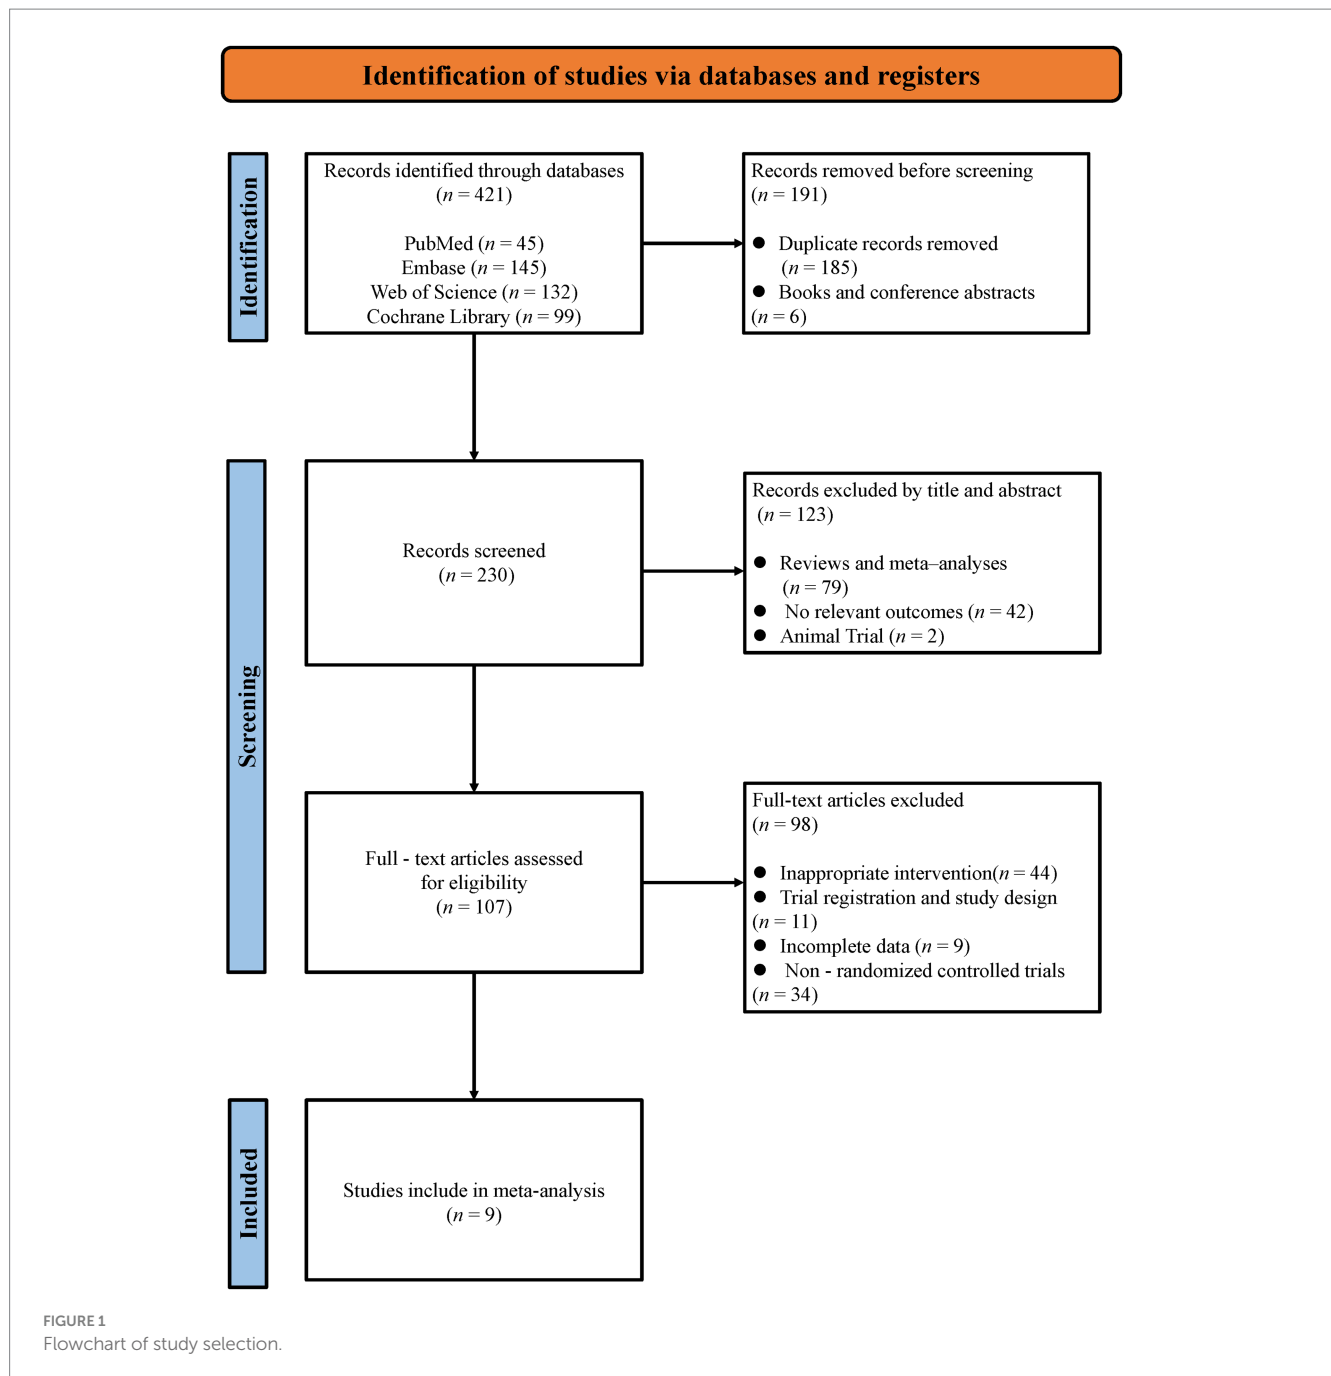 Identification of studies via databases and registers
Identification
Records identified through databases
(n = 421)
PubMed (n = 45)
Embase (n = 145)
Web of Science (n = 132)
Cochrane Library (n = 99)
Records removed before screening
(n = 191)
● Duplicate records removed
(n = 185)
● Books and conference abstracts
(n = 6)
Screening
Records screened
(n = 230)
Records excluded by title and abstract
(n = 123)
● Reviews and meta–analyses
(n = 79)
● No relevant outcomes (n = 42)
● Animal Trial (n = 2)
Full - text articles assessed
for eligibility
(n = 107)
Full-text articles excluded
(n = 98)
● Inappropriate intervention(n = 44)
● Trial registration and study design
(n = 11)
● Incomplete data (n = 9)
● Non - randomized controlled trials
(n = 34)
Included
Studies include in meta-analysis
(n = 9)
FIGURE 1
Flowchart of study selection.